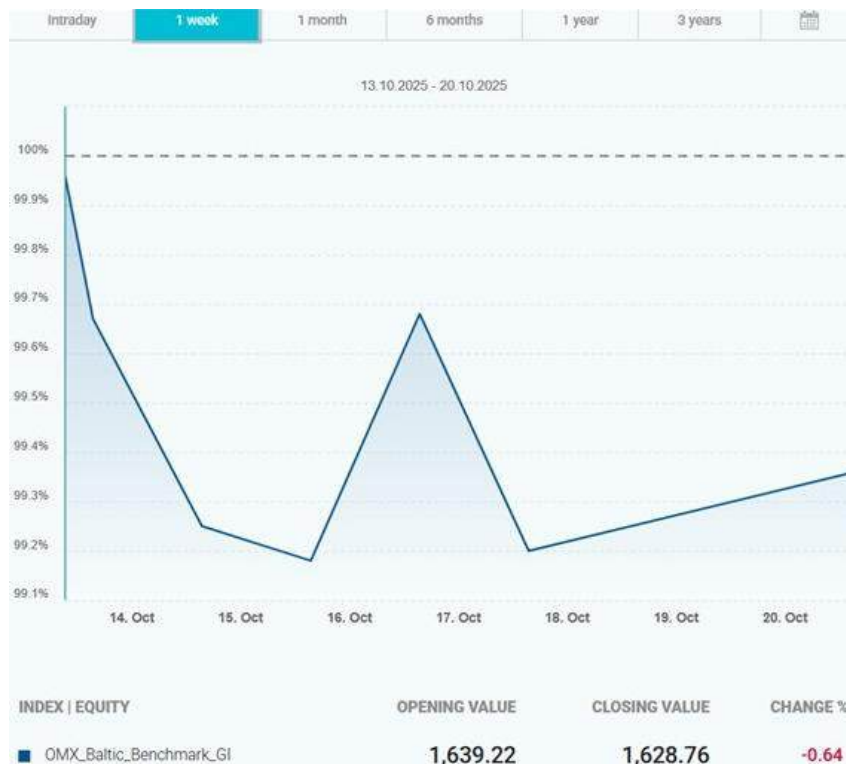 Intraday 1 week 1 month 6 months 1 year 3 years
13.10.2025 - 20.10.2025
100%
99.9%
99.8%
99.7%
99.6%
99.5%
99.4%
99.3%
99.2%
99.1%
14. Oct 15. Oct 16. Oct 17. Oct 18. Oct 19. Oct 20. Oct
INDEX | EQUITY OPENING VALUE CLOSING VALUE CHANGE %
OMX_Baltic_Benchmark_GI 1,639.22 1,628.76 -0.64